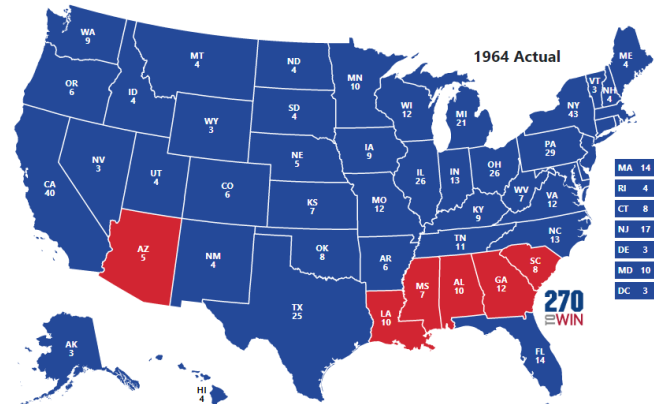 1964 Actual
WA
9
OR
6
CA
40
NV
3
ID
4
MT
4
WY
3
UT
4
AZ
5
CO
6
NM
4
ND
4
SD
4
NE
5
KS
7
OK
8
TX
25
MN
10
IA
9
MO
12
AR
6
LA
10
WI
12
IL
26
MI
21
IN
13
OH
26
KY
9
TN
11
MS
7
AL
10
GA
12
FL
14
SC
8
NC
13
VA
12
WV
7
PA
29
NY
43
VT
3
NH
4
ME
4
MA 14
RI 4
CT 8
NJ 17
DE 3
MD 10
DC 3
AK
3
HI
4
270
TO WIN